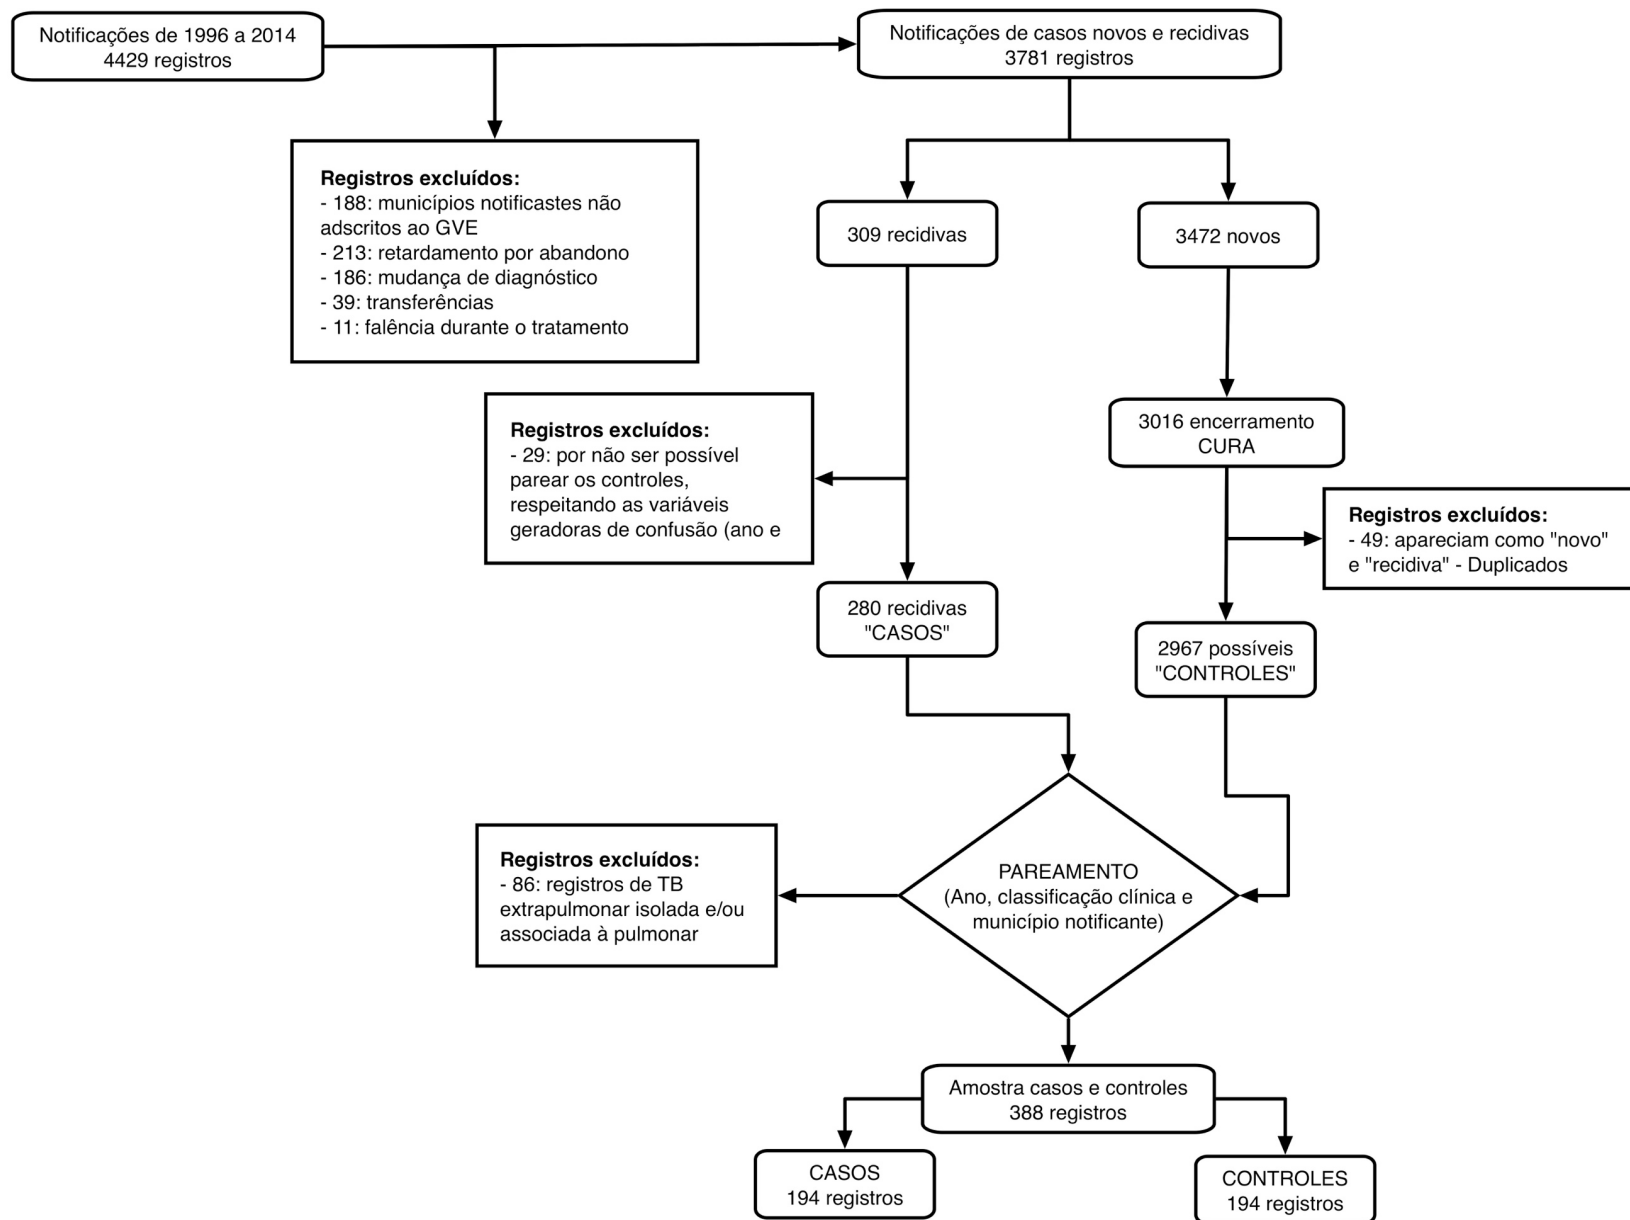 Notificações de 1996 a 2014
4429 registros
Notificações de casos novos e recidivas
3781 registros
Registros excluídos:
- 188: municípios notificastes não
adscritos ao GVE
- 213: retardamento por abandono
- 186: mudança de diagnóstico
- 39: transferências
- 11: falência durante o tratamento
309 recidivas
3472 novos
Registros excluídos:
- 29: por não ser possível
parear os controles,
respeitando as variáveis
geradoras de confusão (ano e
3016 encerramento
CURA
Registros excluídos:
- 49: apareciam como "novo"
e "recidiva" - Duplicados
280 recidivas
"CASOS"
2967 possíveis
"CONTROLES"
Registros excluídos:
- 86: registros de TB
extrapulmonar isolada e/ou
associada à pulmonar
PAREAMENTO
(Ano, classificação clínica e
município notificante)
Amostra casos e controles
388 registros
CASOS
194 registros
CONTROLES
194 registros